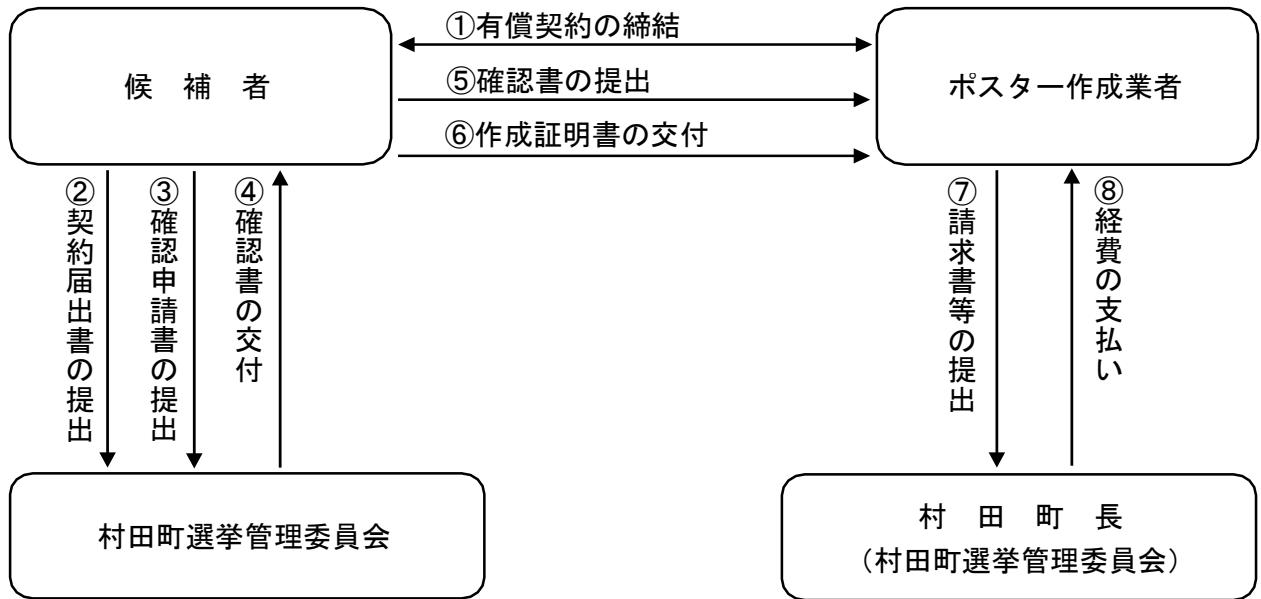 ①有償契約の締結
候　補　者
⑤確認書の提出
ポスター作成業者
⑥作成証明書の交付
②契約届出書の提出
③確認申請書の提出
④確認書の交付
⑦請求書等の提出
⑧経費の支払い
村田町選挙管理委員会
村　田　町　長
（村田町選挙管理委員会）